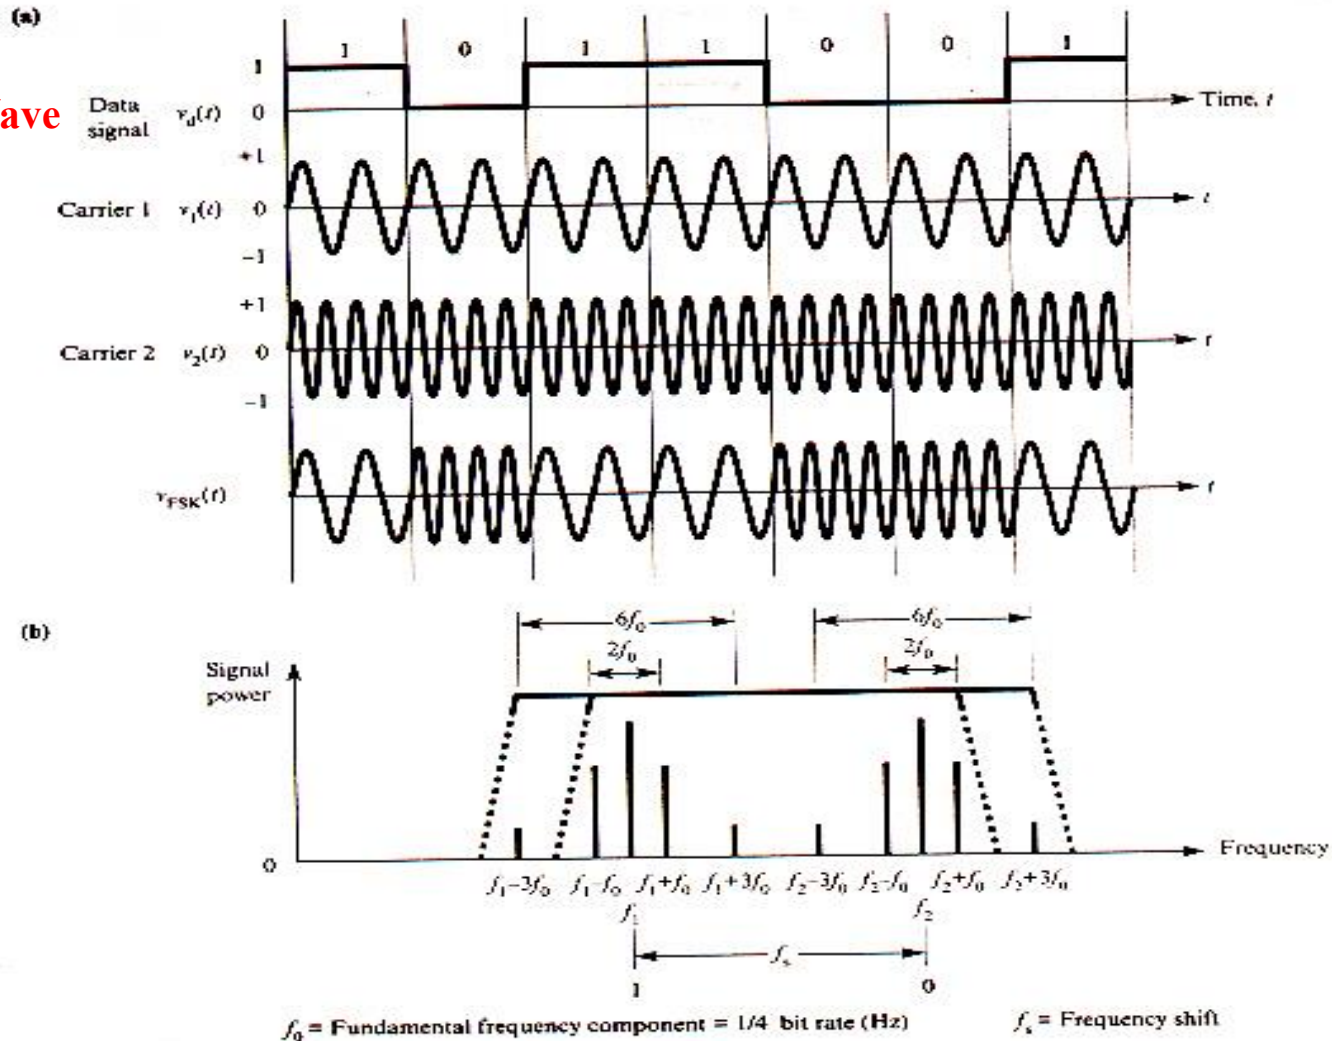 (a)
1 0 1 1 0 0 1
1
ave
Data signal v_d(t) 0
Time, t
+1
Carrier 1 v_1(t) 0
t
−1
+1
Carrier 2 v_2(t) 0
t
−1
v_FSK(t)
t
(b)
6f_0 6f_0
2f_0 2f_0
Signal
power
0
Frequency
f_1−3f_0 f_1−f_0 f_1+f_0 f_1+3f_0 f_2−3f_0 f_2−f_0 f_2+f_0 f_2+3f_0
f_1 f_2
f_s
1 0
f_0 = Fundamental frequency component = 1/4 bit rate (Hz) f_s = Frequency shift